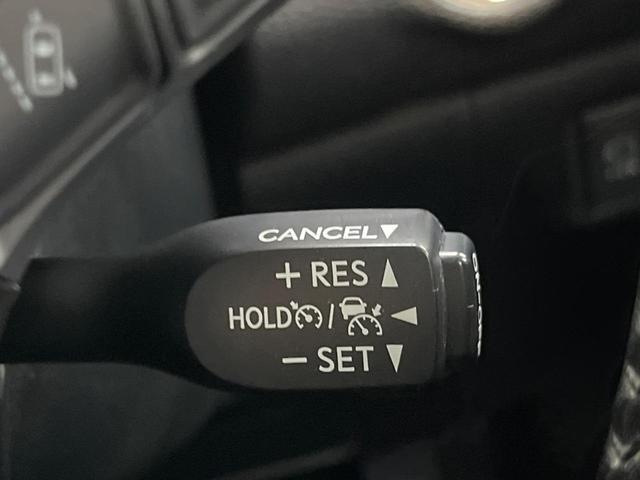 CANCEL▼
+ RES ▲
HOLD / ◀
− SET ▼